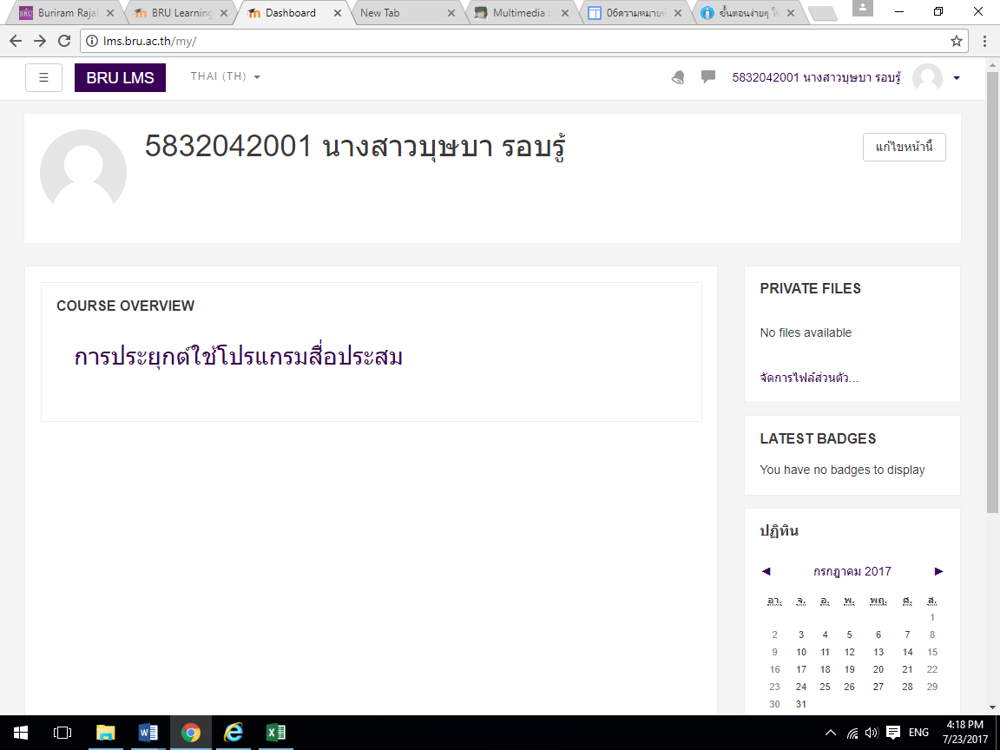 Buriram Raja
BRU Learning
Dashboard
New Tab
Multimedia
06ความหมาย
ขั้นตอนง่ายๆ
lms.bru.ac.th/my/
BRU LMS
THAI (TH)
5832042001 นางสาวบุษบา รอบรู้
5832042001 นางสาวบุษบา รอบรู้
แก้ไขหน้านี้
COURSE OVERVIEW
การประยุกต์ใช้โปรแกรมสื่อประสม
PRIVATE FILES
No files available
จัดการไฟล์ส่วนตัว...
LATEST BADGES
You have no badges to display
ปฏิทิน
◄ กรกฎาคม 2017 ►
อา. จ. อ. พ. พฤ. ศ. ส.
1
2 3 4 5 6 7 8
9 10 11 12 13 14 15
16 17 18 19 20 21 22
23 24 25 26 27 28 29
30 31
ENG
4:18 PM
7/23/2017